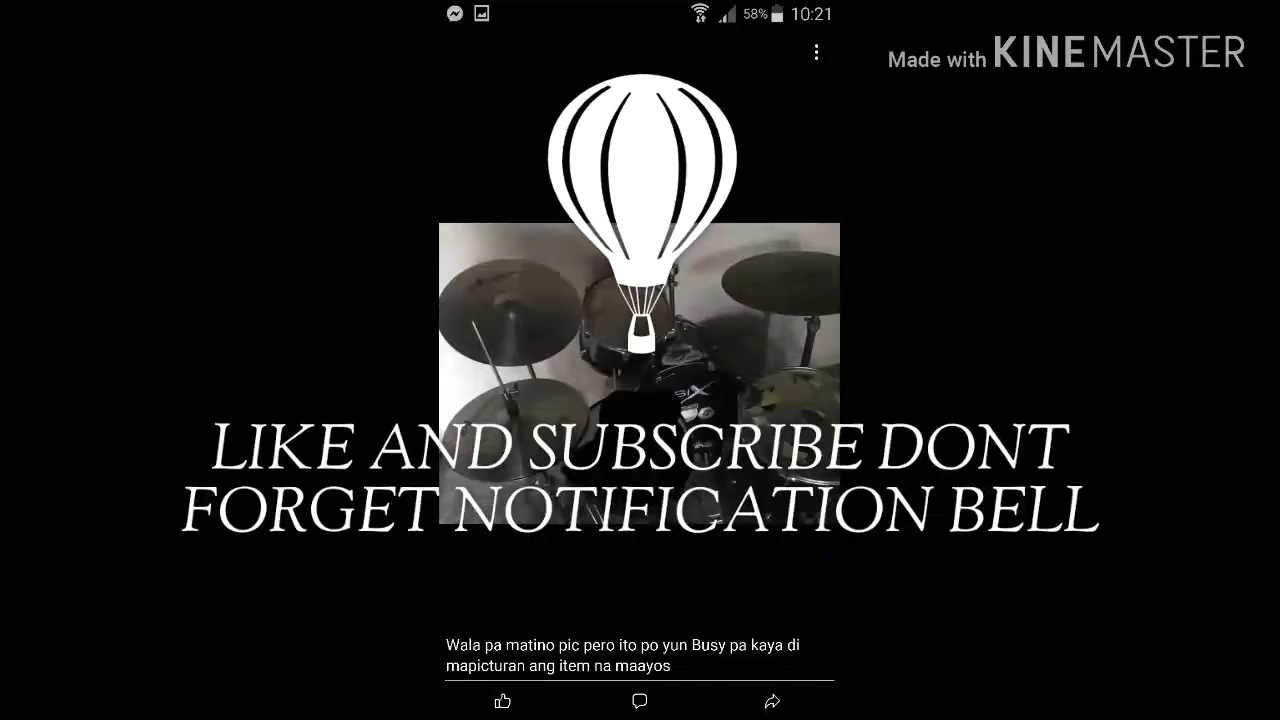 58% 10:21
Made with KINEMASTER
SIX
LIKE AND SUBSCRIBE DONT
FORGET NOTIFICATION BELL
Wala pa matino pic pero ito po yun Busy pa kaya di
mapicturan ang item na maayos